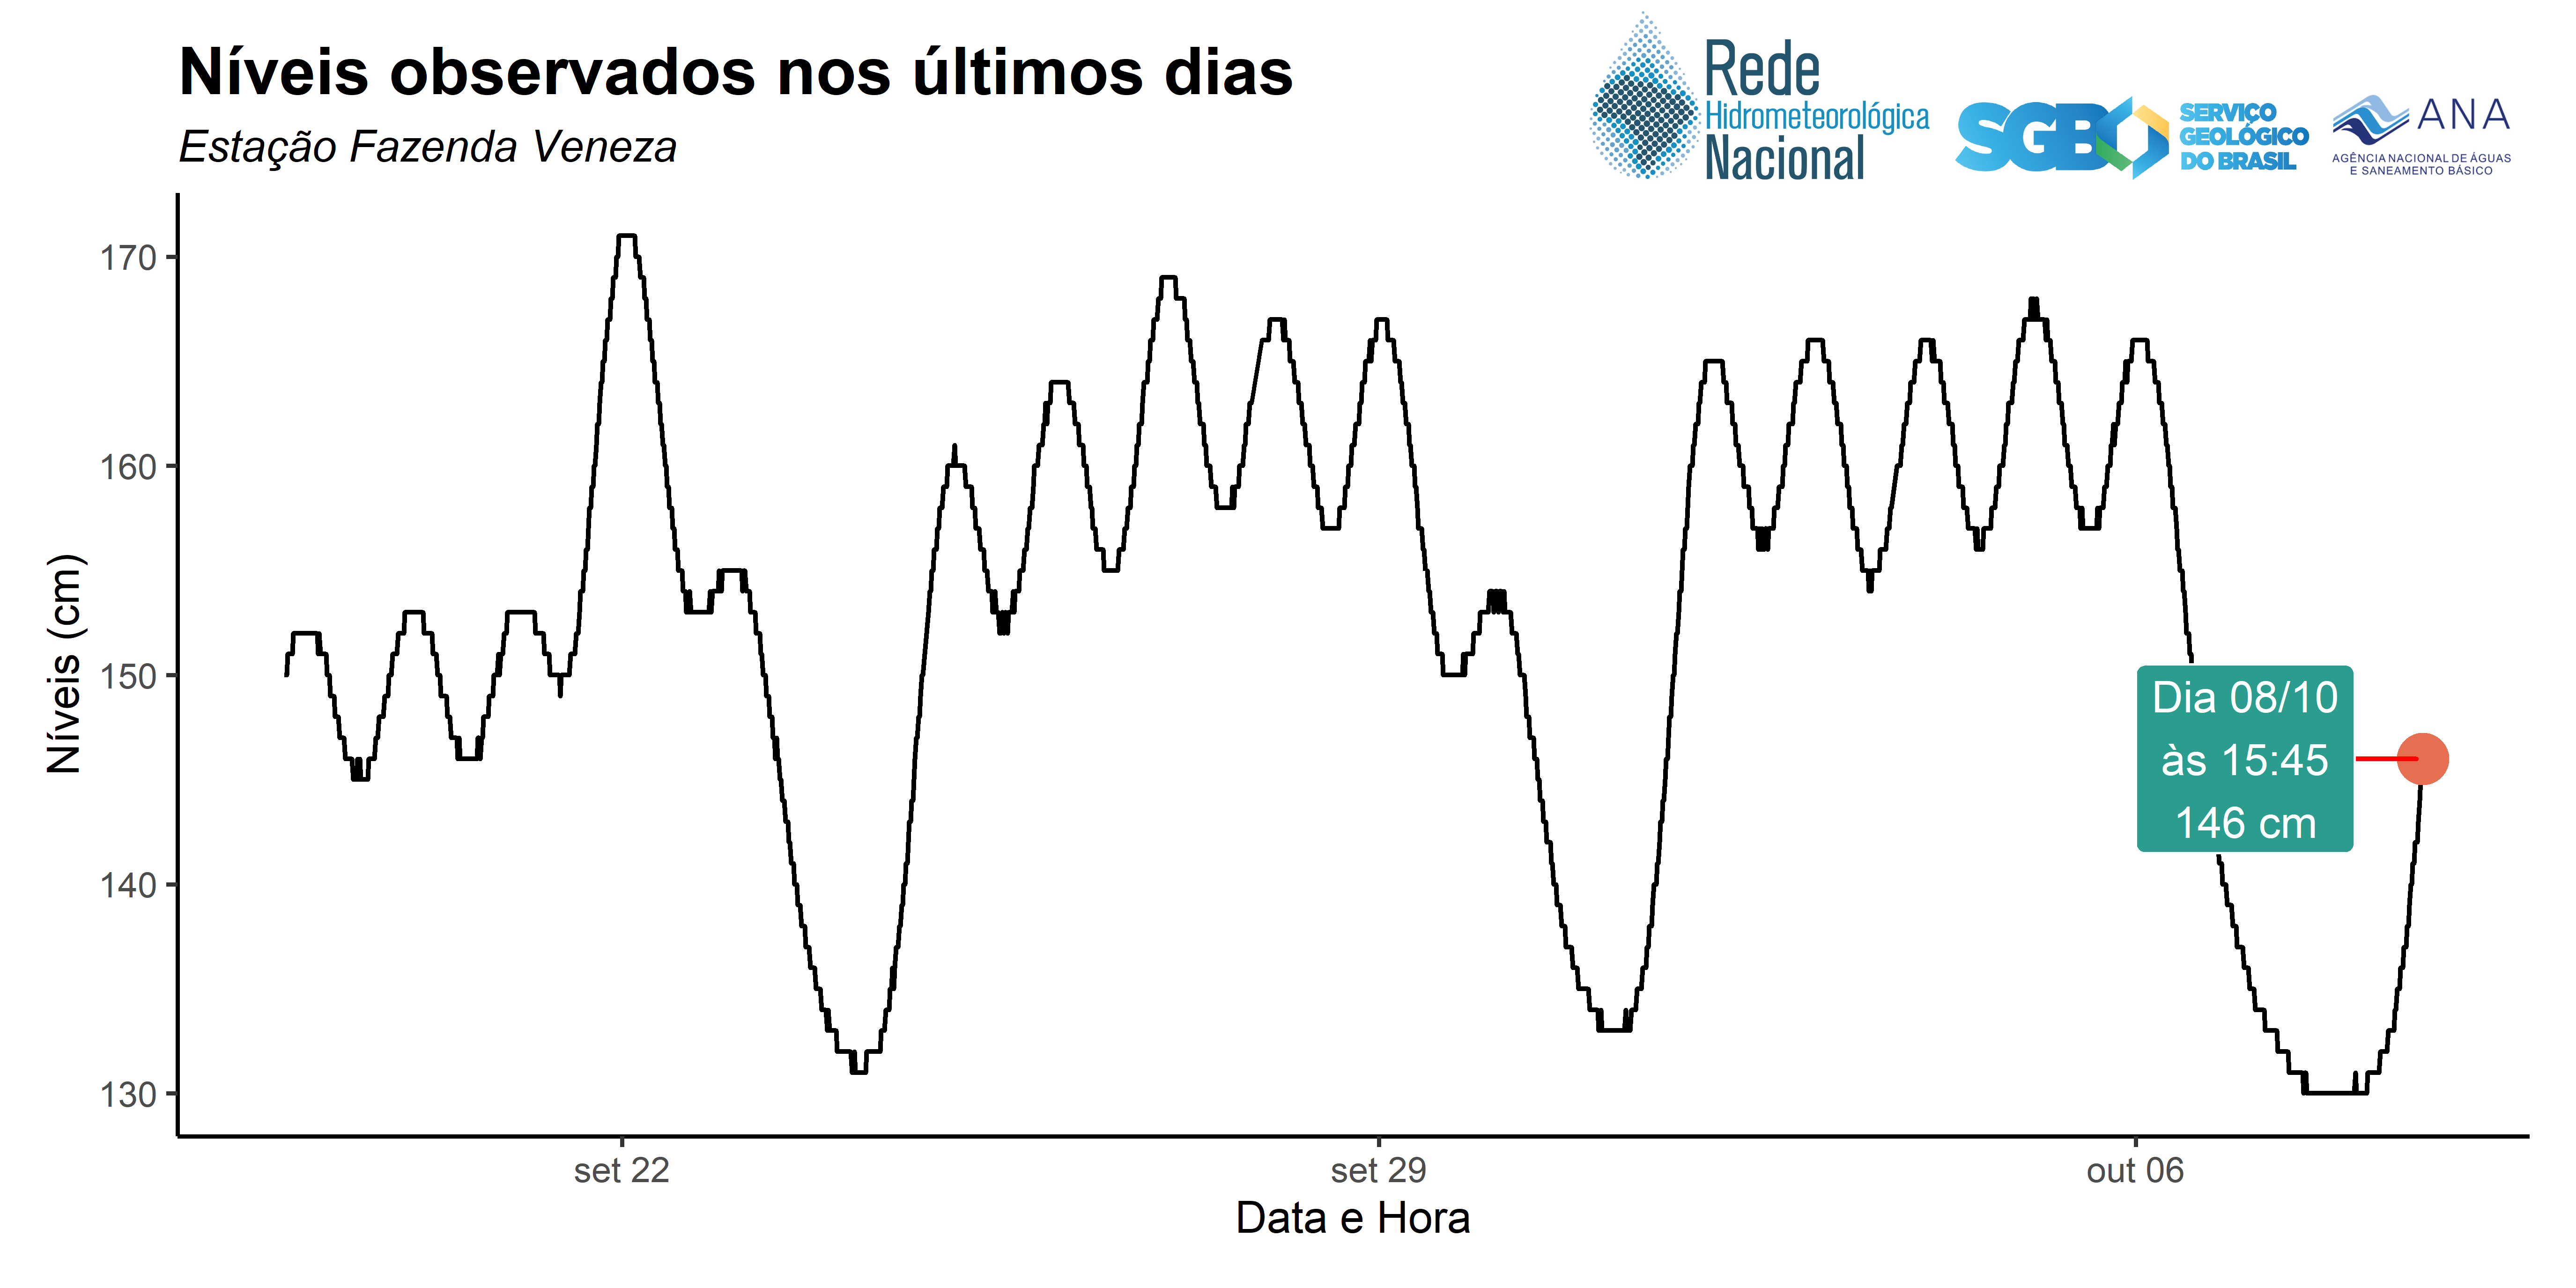 Níveis observados nos últimos dias
Estação Fazenda Veneza
Rede
Hidrometeorológica
Nacional
SGB
SERVIÇO
GEOLÓGICO
DO BRASIL
ANA
AGÊNCIA NACIONAL DE ÁGUAS
E SANEAMENTO BÁSICO
170
160
150
140
130
Níveis (cm)
Dia 08/10
às 15:45
146 cm
set 22
set 29
out 06
Data e Hora